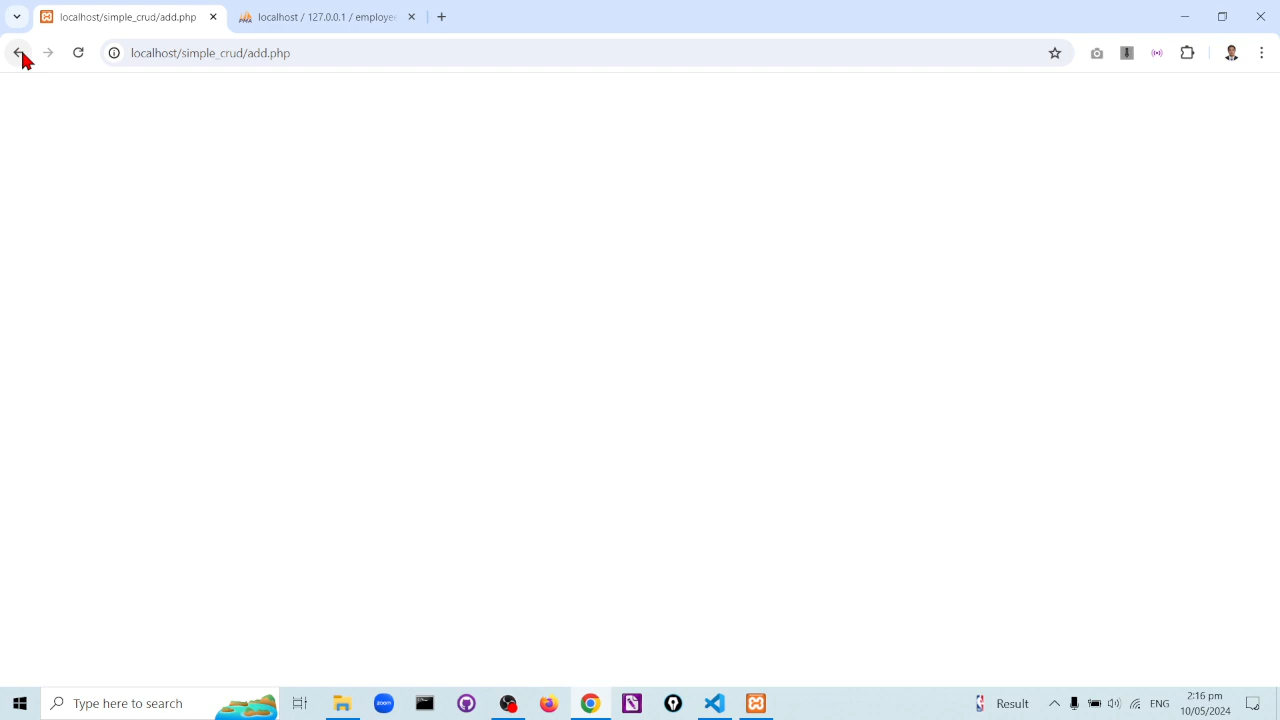 localhost/simple_crud/add.php
localhost / 127.0.0.1 / employe
localhost/simple_crud/add.php
Type here to search
zoom
Result
ENG
2:16 pm
10/05/2024